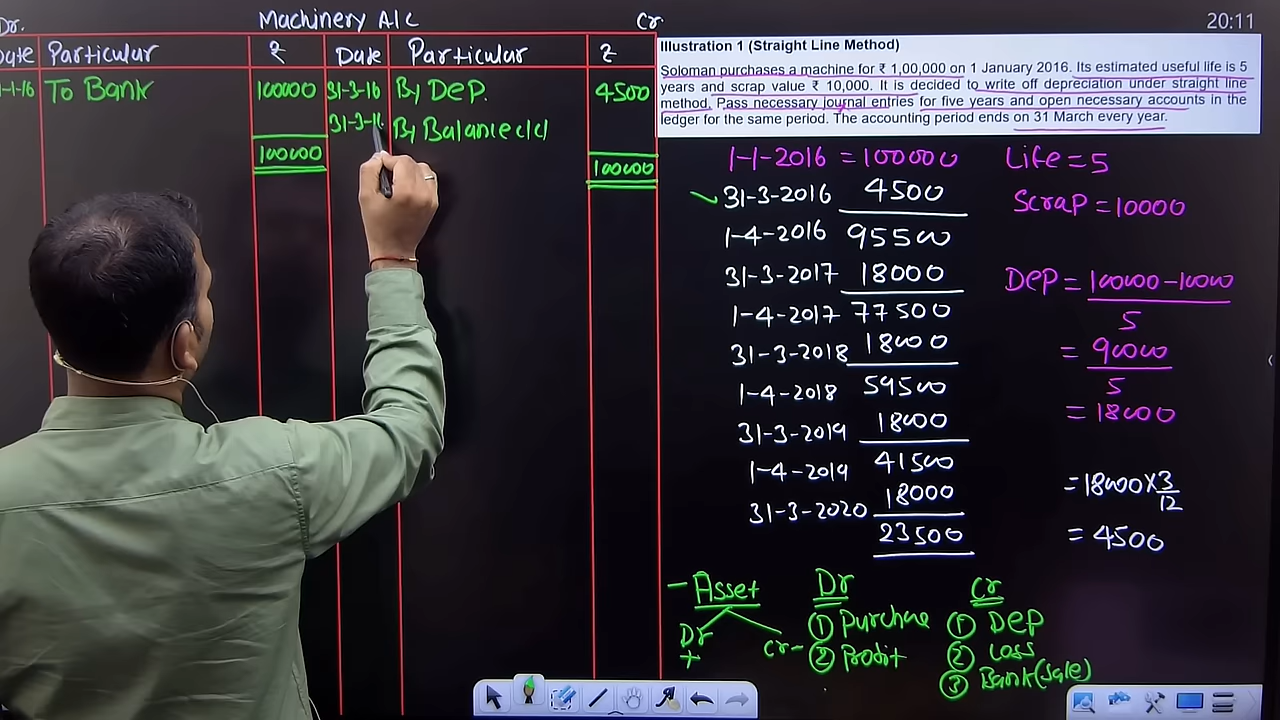 Dr. Machinery A/C Cr.
Date Particular ₹ Date Particular ₹
1-1-16 To Bank 100000 31-3-16 By Dep. 4500
31-3-16 By Balance c/d
100000 100000
20:11
Illustration 1 (Straight Line Method)
Soloman purchases a machine for ₹ 1,00,000 on 1 January 2016. Its estimated useful life is 5
years and scrap value ₹ 10,000. It is decided to write off depreciation under straight line
method. Pass necessary journal entries for five years and open necessary accounts in the
ledger for the same period. The accounting period ends on 31 March every year.
1-1-2016 = 100000
31-3-2016 4500
1-4-2016 95500
31-3-2017 18000
1-4-2017 77500
31-3-2018 18000
1-4-2018 59500
31-3-2019 18000
1-4-2019 41500
31-3-2020 18000
23500
Life = 5
Scrap = 10000
Dep = 100000 - 10000
5
= 90000
5
= 18000
= 18000 × 3/12
= 4500
- Asset
Dr
+
Cr -
Dr
① Purchase
② Profit
Cr
① Dep
② Loss
③ Bank (Sale)